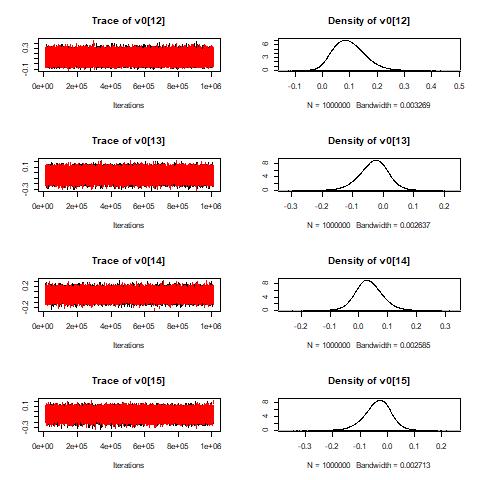 Trace of v0[12]
0.3
-0.1
0e+00 2e+05 4e+05 6e+05 8e+05 1e+06
Iterations
Density of v0[12]
6
3
0
-0.1 0.0 0.1 0.2 0.3 0.4 0.5
N = 1000000 Bandwidth = 0.003269
Trace of v0[13]
0.1
-0.3
0e+00 2e+05 4e+05 6e+05 8e+05 1e+06
Iterations
Density of v0[13]
8
4
0
-0.3 -0.2 -0.1 0.0 0.1 0.2
N = 1000000 Bandwidth = 0.002637
Trace of v0[14]
0.2
-0.2
0e+00 2e+05 4e+05 6e+05 8e+05 1e+06
Iterations
Density of v0[14]
8
4
0
-0.2 -0.1 0.0 0.1 0.2 0.3
N = 1000000 Bandwidth = 0.002585
Trace of v0[15]
0.1
-0.3
0e+00 2e+05 4e+05 6e+05 8e+05 1e+06
Iterations
Density of v0[15]
8
4
0
-0.3 -0.2 -0.1 0.0 0.1 0.2
N = 1000000 Bandwidth = 0.002713